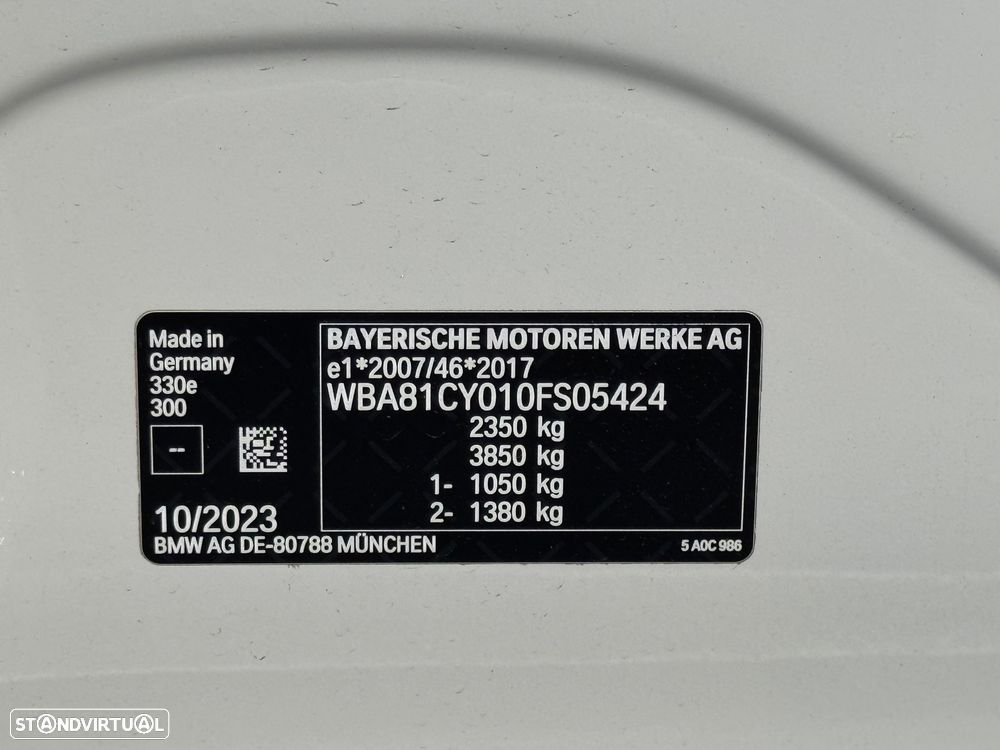 Made in
Germany
330e
300
--
10/2023
BAYERISCHE MOTOREN WERKE AG
e1*2007/46*2017
WBA81CY010FS05424
2350 kg
3850 kg
1- 1050 kg
2- 1380 kg
BMW AG DE-80788 MÜNCHEN
5 A0C 986
STANDVIRTUAL